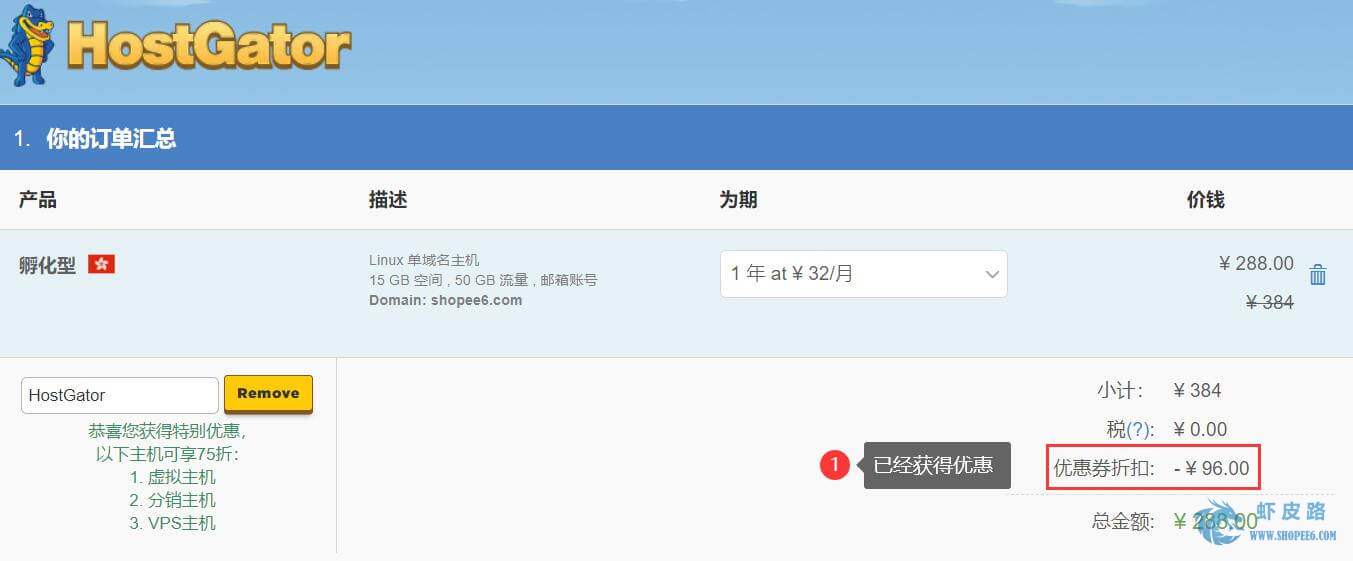 HostGator
1. 你的订单汇总
产品 描述 为期 价钱
孵化型
Linux 单域名主机
15 GB 空间 , 50 GB 流量 , 邮箱账号
Domain: shopee6.com
1 年 at ¥ 32/月
¥ 288.00
¥ 384
HostGator Remove
恭喜您获得特别优惠，
以下主机可享75折：
1. 虚拟主机
2. 分销主机
3. VPS主机
小计： ¥ 384
税(?): ¥ 0.00
1 已经获得优惠
优惠券折扣: - ¥ 96.00
总金额: ¥ 288.00
虾皮路
WWW.SHOPEE6.COM